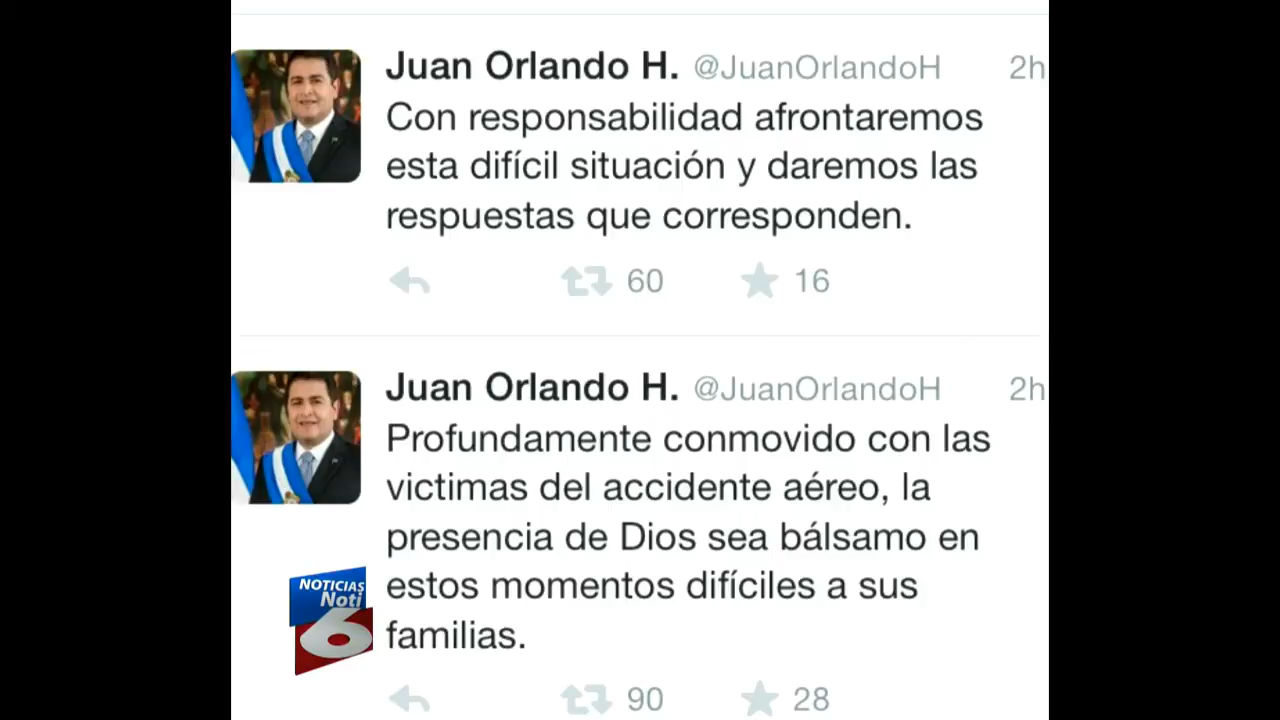 Juan Orlando H. @JuanOrlandoH 2h
Con responsabilidad afrontaremos
esta difícil situación y daremos las
respuestas que corresponden.
60 16
Juan Orlando H. @JuanOrlandoH 2h
Profundamente conmovido con las
victimas del accidente aéreo, la
presencia de Dios sea bálsamo en
estos momentos difíciles a sus
familias.
NOTICIAS
Noti
6
90 28